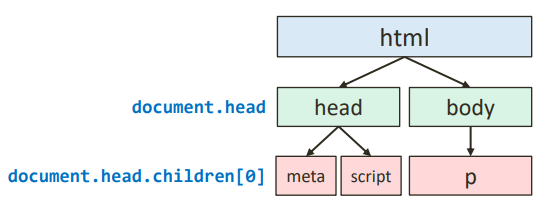 html
document.head head body
document.head.children[0] meta script p